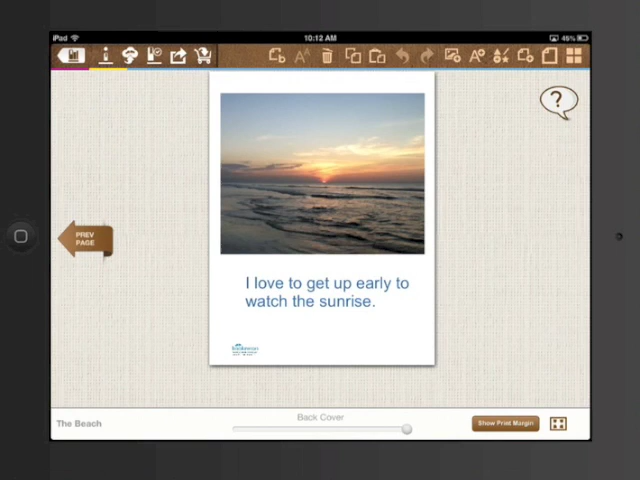 iPad
10:12 AM
45%
?
PREV
PAGE
I love to get up early to
watch the sunrise.
The Beach
Back Cover
Show Print Margin